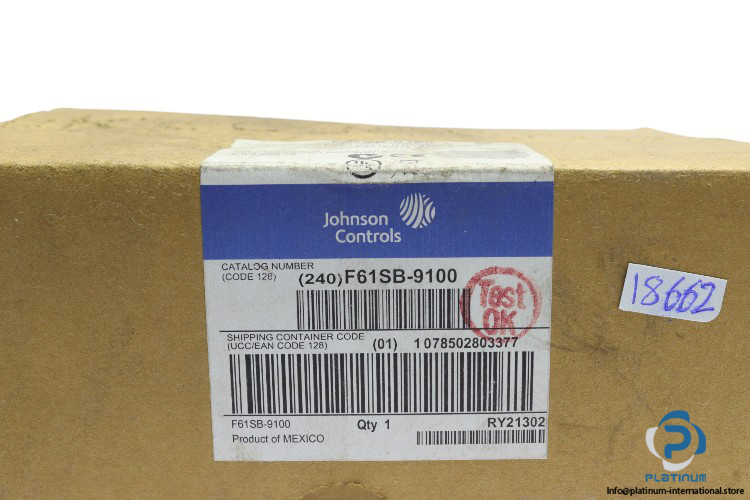 Johnson
Controls
CATALOG NUMBER
(CODE 128)
(240)F61SB-9100
Test
OK
SHIPPING CONTAINER CODE
(UCC/EAN CODE 128)
(01) 1 078502803377
F61SB-9100
Qty 1
RY21302
Product of MEXICO
18662
PLATINUM
Info@platinum-international.store